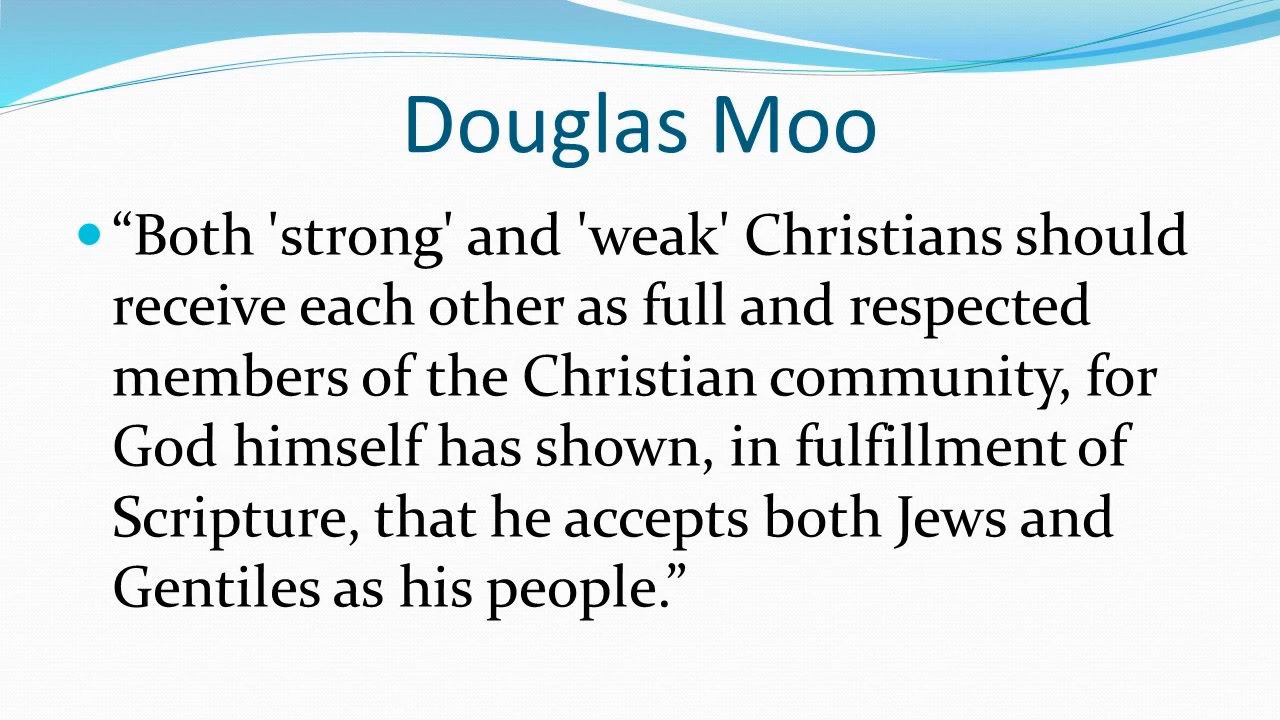 Douglas Moo
• “Both 'strong' and 'weak' Christians should
receive each other as full and respected
members of the Christian community, for
God himself has shown, in fulfillment of
Scripture, that he accepts both Jews and
Gentiles as his people.”